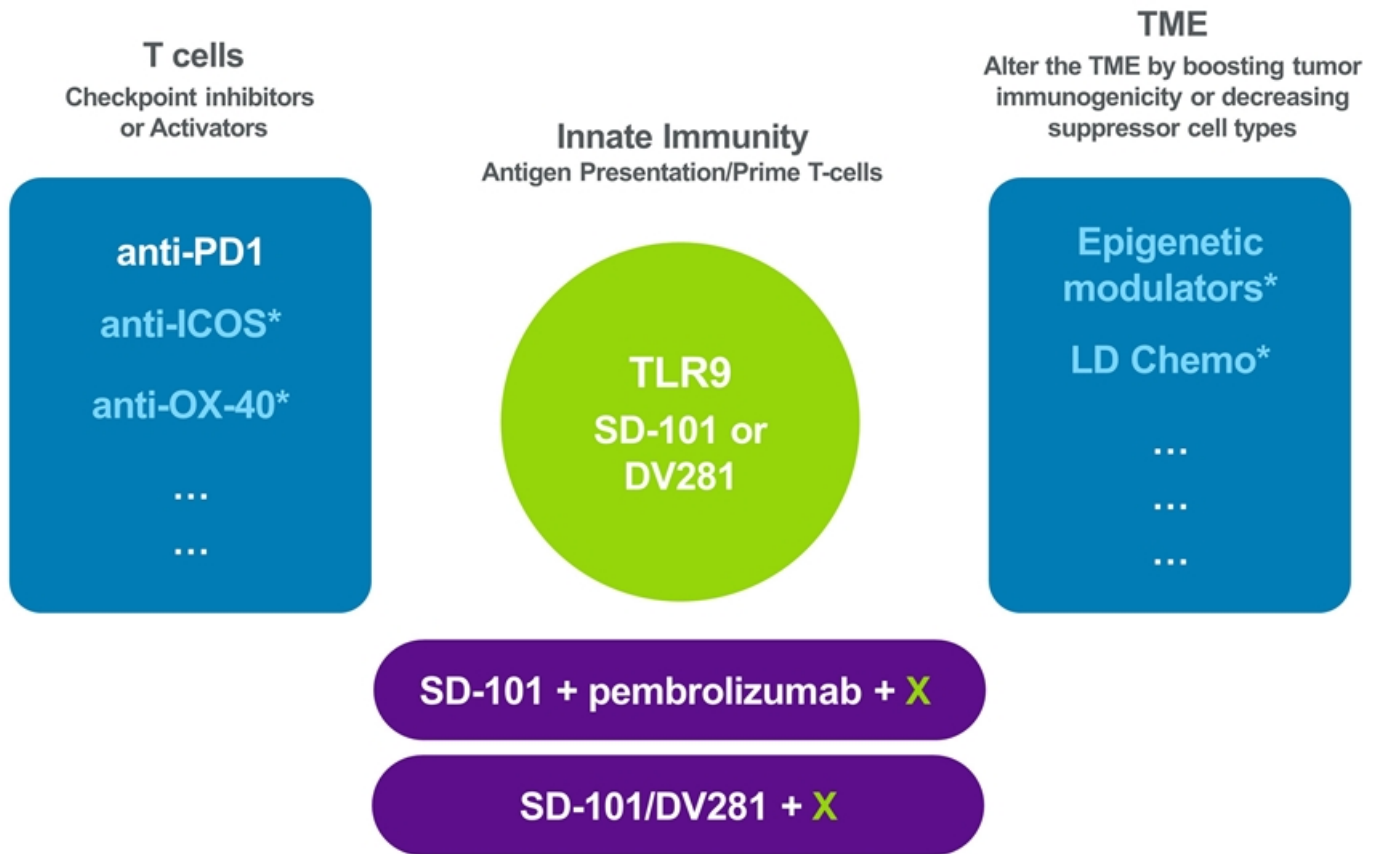 T cells
Checkpoint inhibitors
or Activators
anti-PD1
anti-ICOS*
anti-OX-40*
...
...
Innate Immunity
Antigen Presentation/Prime T-cells
TLR9
SD-101 or
DV281
TME
Alter the TME by boosting tumor
immunogenicity or decreasing
suppressor cell types
Epigenetic
modulators*
LD Chemo*
...
...
...
SD-101 + pembrolizumab + X
SD-101/DV281 + X